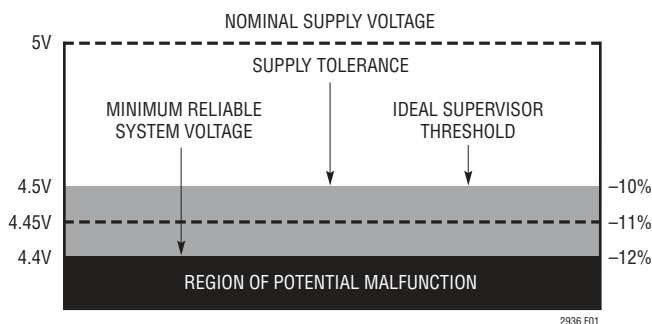 NOMINAL SUPPLY VOLTAGE
5V
SUPPLY TOLERANCE
MINIMUM RELIABLE
SYSTEM VOLTAGE
IDEAL SUPERVISOR
THRESHOLD
4.5V
–10%
4.45V
–11%
4.4V
–12%
REGION OF POTENTIAL MALFUNCTION
2936 F01